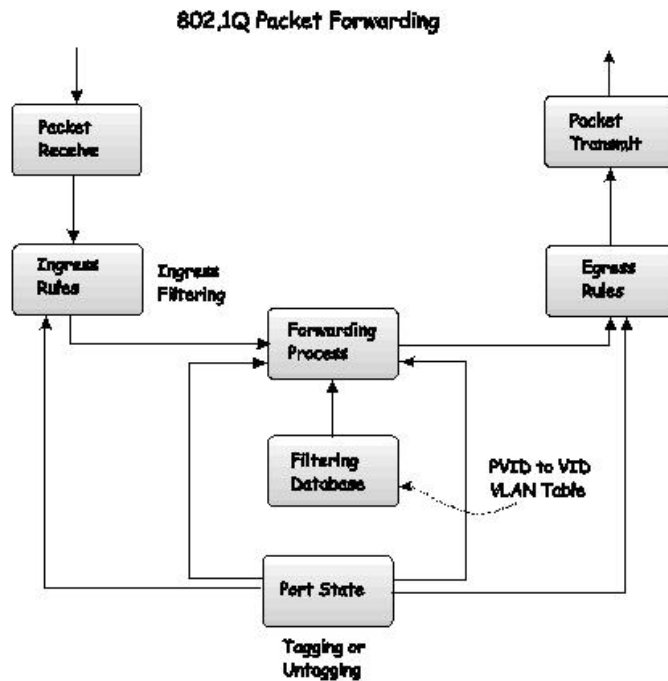 802,1Q Packet Forwarding
Packet
Receive
Packet
Transmit
Ingress
Rules
Ingress
Filtering
Egress
Rules
Forwarding
Process
Filtering
Database
PVID to VID
VLAN Table
Port State
Tagging or
Untagging